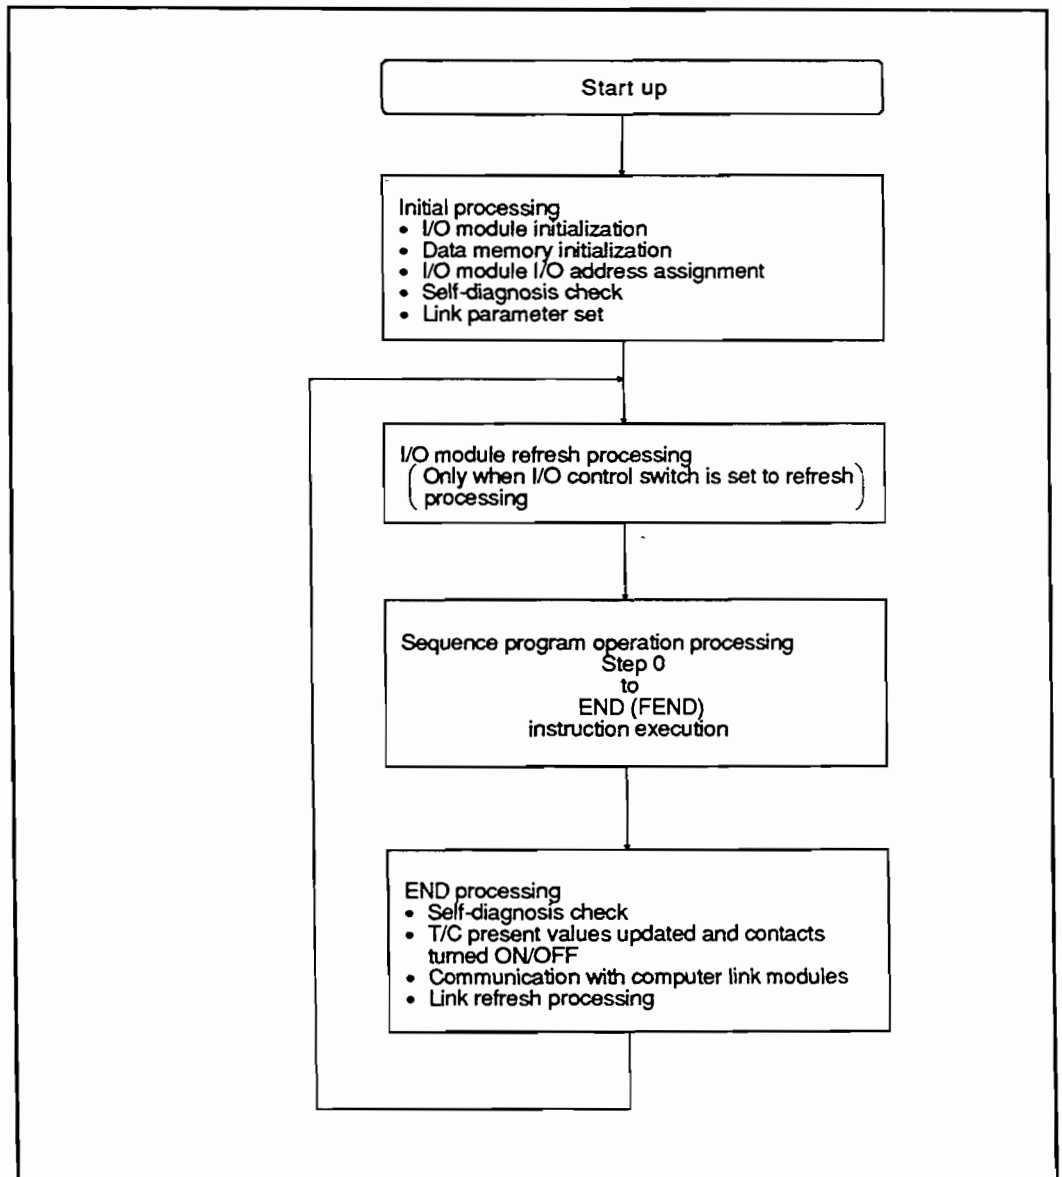 Start up
Initial processing
• I/O module initialization
• Data memory initialization
• I/O module I/O address assignment
• Self-diagnosis check
• Link parameter set
I/O module refresh processing
( Only when I/O control switch is set to refresh
processing )
Sequence program operation processing
Step 0
to
END (FEND)
instruction execution
END processing
• Self-diagnosis check
• T/C present values updated and contacts
turned ON/OFF
• Communication with computer link modules
• Link refresh processing